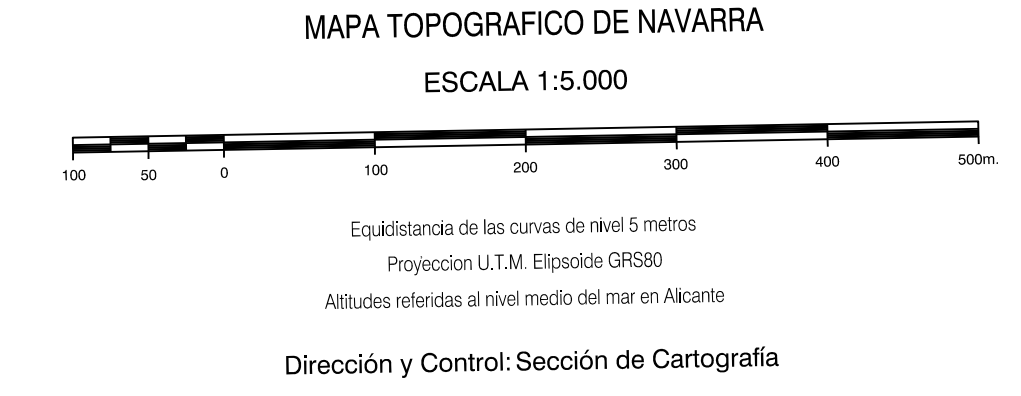 MAPA TOPOGRAFICO DE NAVARRA
ESCALA 1:5.000
100 50 0 100 200 300 400 500m.
Equidistancia de las curvas de nivel 5 metros
Proyeccion U.T.M. Elipsoide GRS80
Altitudes referidas al nivel medio del mar en Alicante
Dirección y Control: Sección de Cartografía